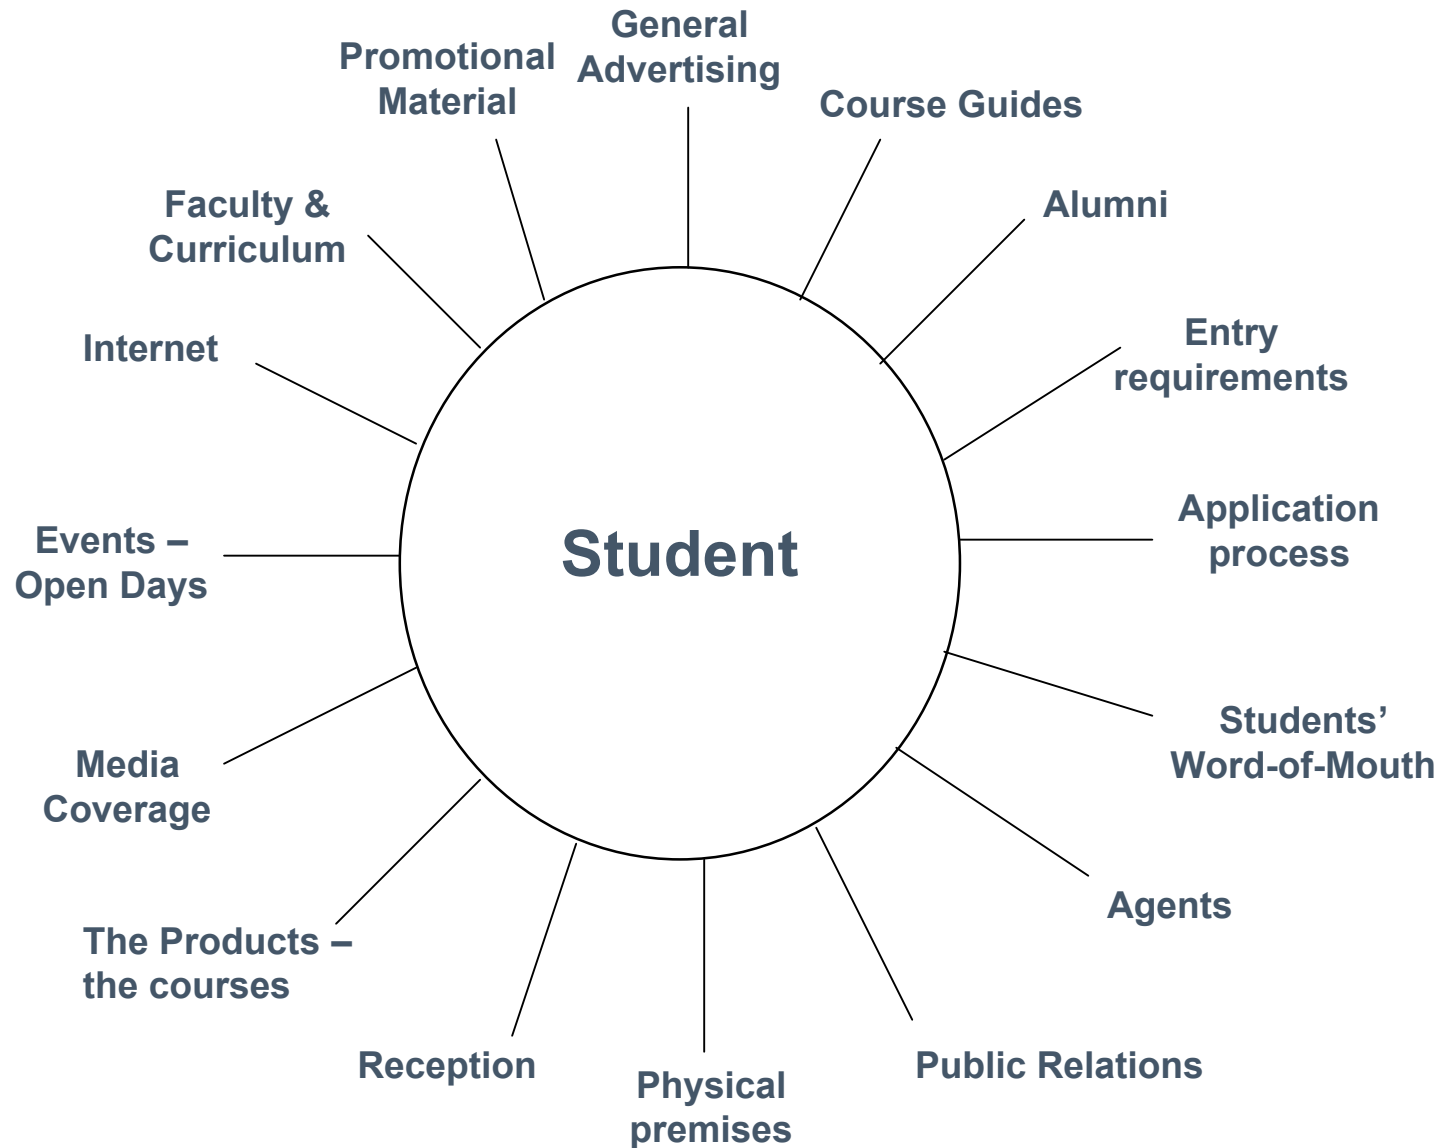 General
Advertising
Promotional
Material
Course Guides
Faculty &
Curriculum
Alumni
Internet
Entry
requirements
Events –
Open Days
Student
Application
process
Media
Coverage
Students’
Word-of-Mouth
The Products –
the courses
Agents
Reception
Physical
premises
Public Relations